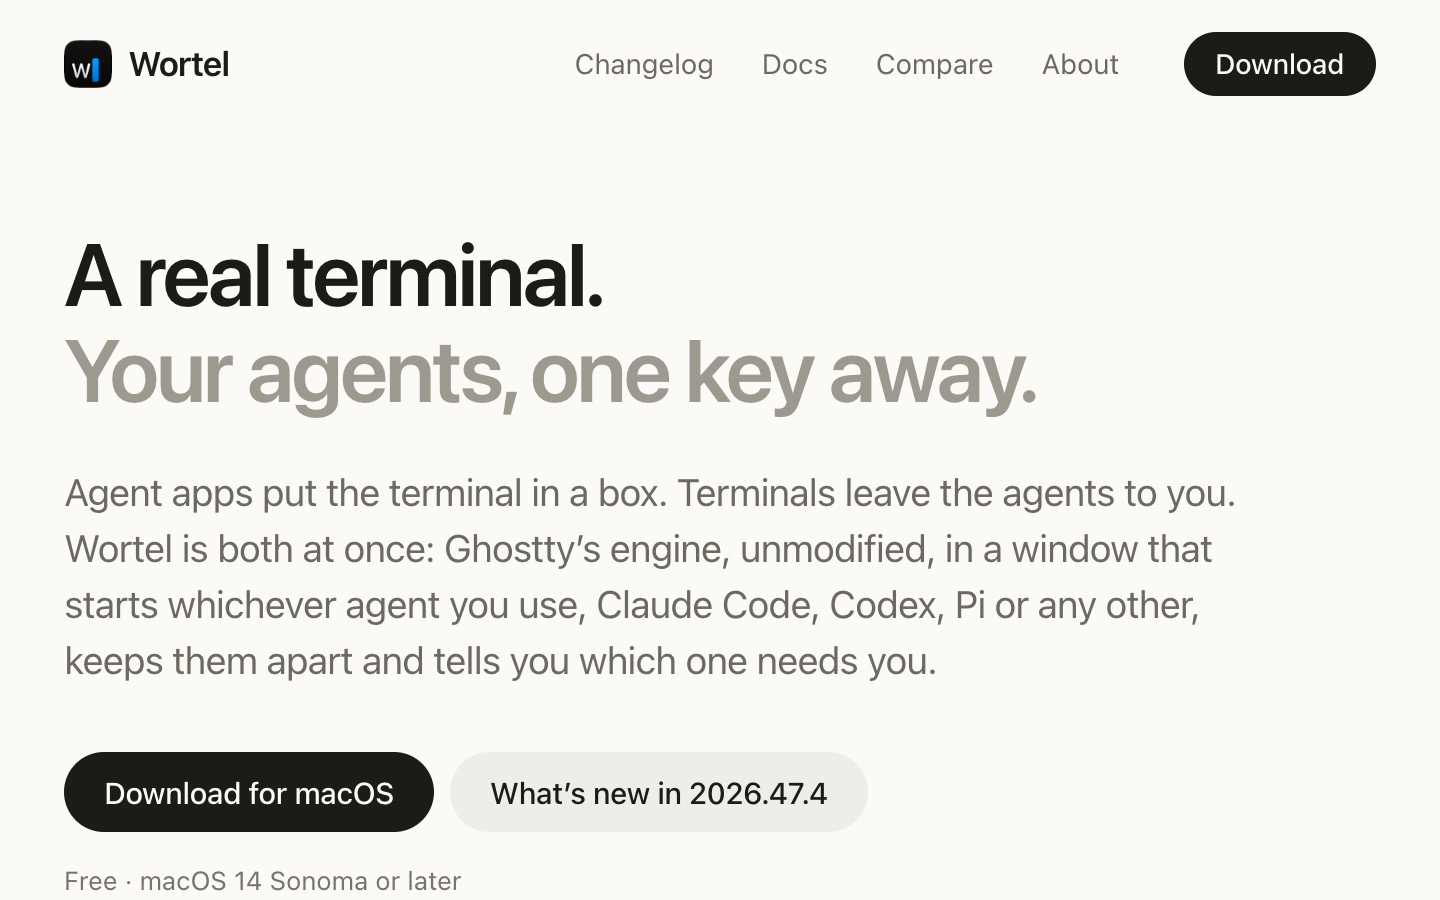 Wortel
Changelog
Docs
Compare
About
Download
A real terminal.
Your agents, one key away.
Agent apps put the terminal in a box. Terminals leave the agents to you.
Wortel is both at once: Ghostty’s engine, unmodified, in a window that
starts whichever agent you use, Claude Code, Codex, Pi or any other,
keeps them apart and tells you which one needs you.
Download for macOS
What’s new in 2026.47.4
Free · macOS 14 Sonoma or later